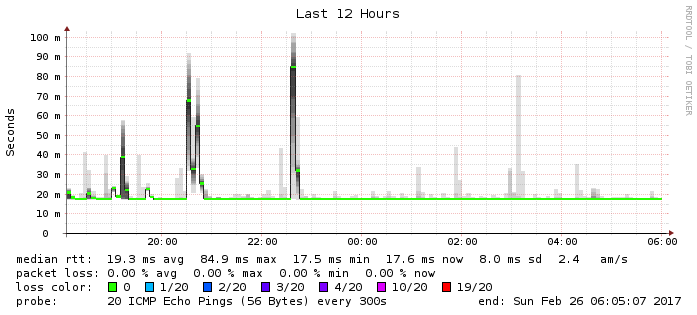 Last 12 Hours
RRDTOOL / TOBI OETIKER
Seconds
100 m
90 m
80 m
70 m
60 m
50 m
40 m
30 m
20 m
10 m
0
20:00 22:00 00:00 02:00 04:00 06:00
median rtt: 19.3 ms avg 84.9 ms max 17.5 ms min 17.6 ms now 8.0 ms sd 2.4 am/s
packet loss: 0.00 % avg 0.00 % max 0.00 % min 0.00 % now
loss color: 0 1/20 2/20 3/20 4/20 10/20 19/20
probe: 20 ICMP Echo Pings (56 Bytes) every 300s end: Sun Feb 26 06:05:07 2017